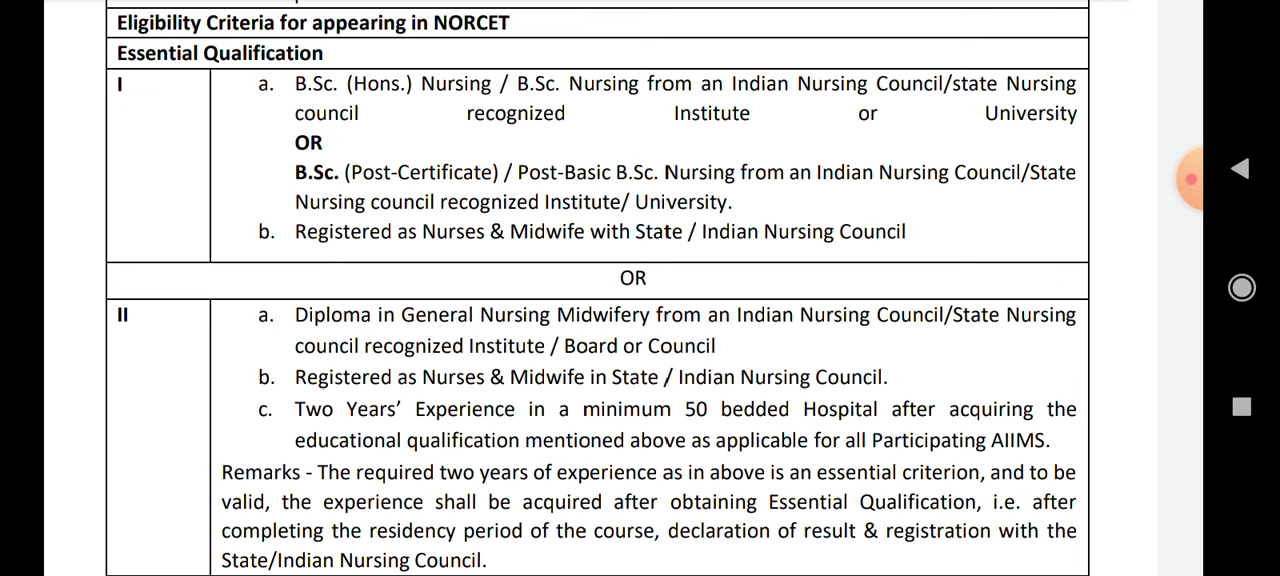 Eligibility Criteria for appearing in NORCET
Essential Qualification
I
a. B.Sc. (Hons.) Nursing / B.Sc. Nursing from an Indian Nursing Council/state Nursing
council recognized Institute or University
OR
B.Sc. (Post-Certificate) / Post-Basic B.Sc. Nursing from an Indian Nursing Council/State
Nursing council recognized Institute/ University.
b. Registered as Nurses & Midwife with State / Indian Nursing Council
OR
II
a. Diploma in General Nursing Midwifery from an Indian Nursing Council/State Nursing
council recognized Institute / Board or Council
b. Registered as Nurses & Midwife in State / Indian Nursing Council.
c. Two Years’ Experience in a minimum 50 bedded Hospital after acquiring the
educational qualification mentioned above as applicable for all Participating AIIMS.
Remarks - The required two years of experience as in above is an essential criterion, and to be
valid, the experience shall be acquired after obtaining Essential Qualification, i.e. after
completing the residency period of the course, declaration of result & registration with the
State/Indian Nursing Council.